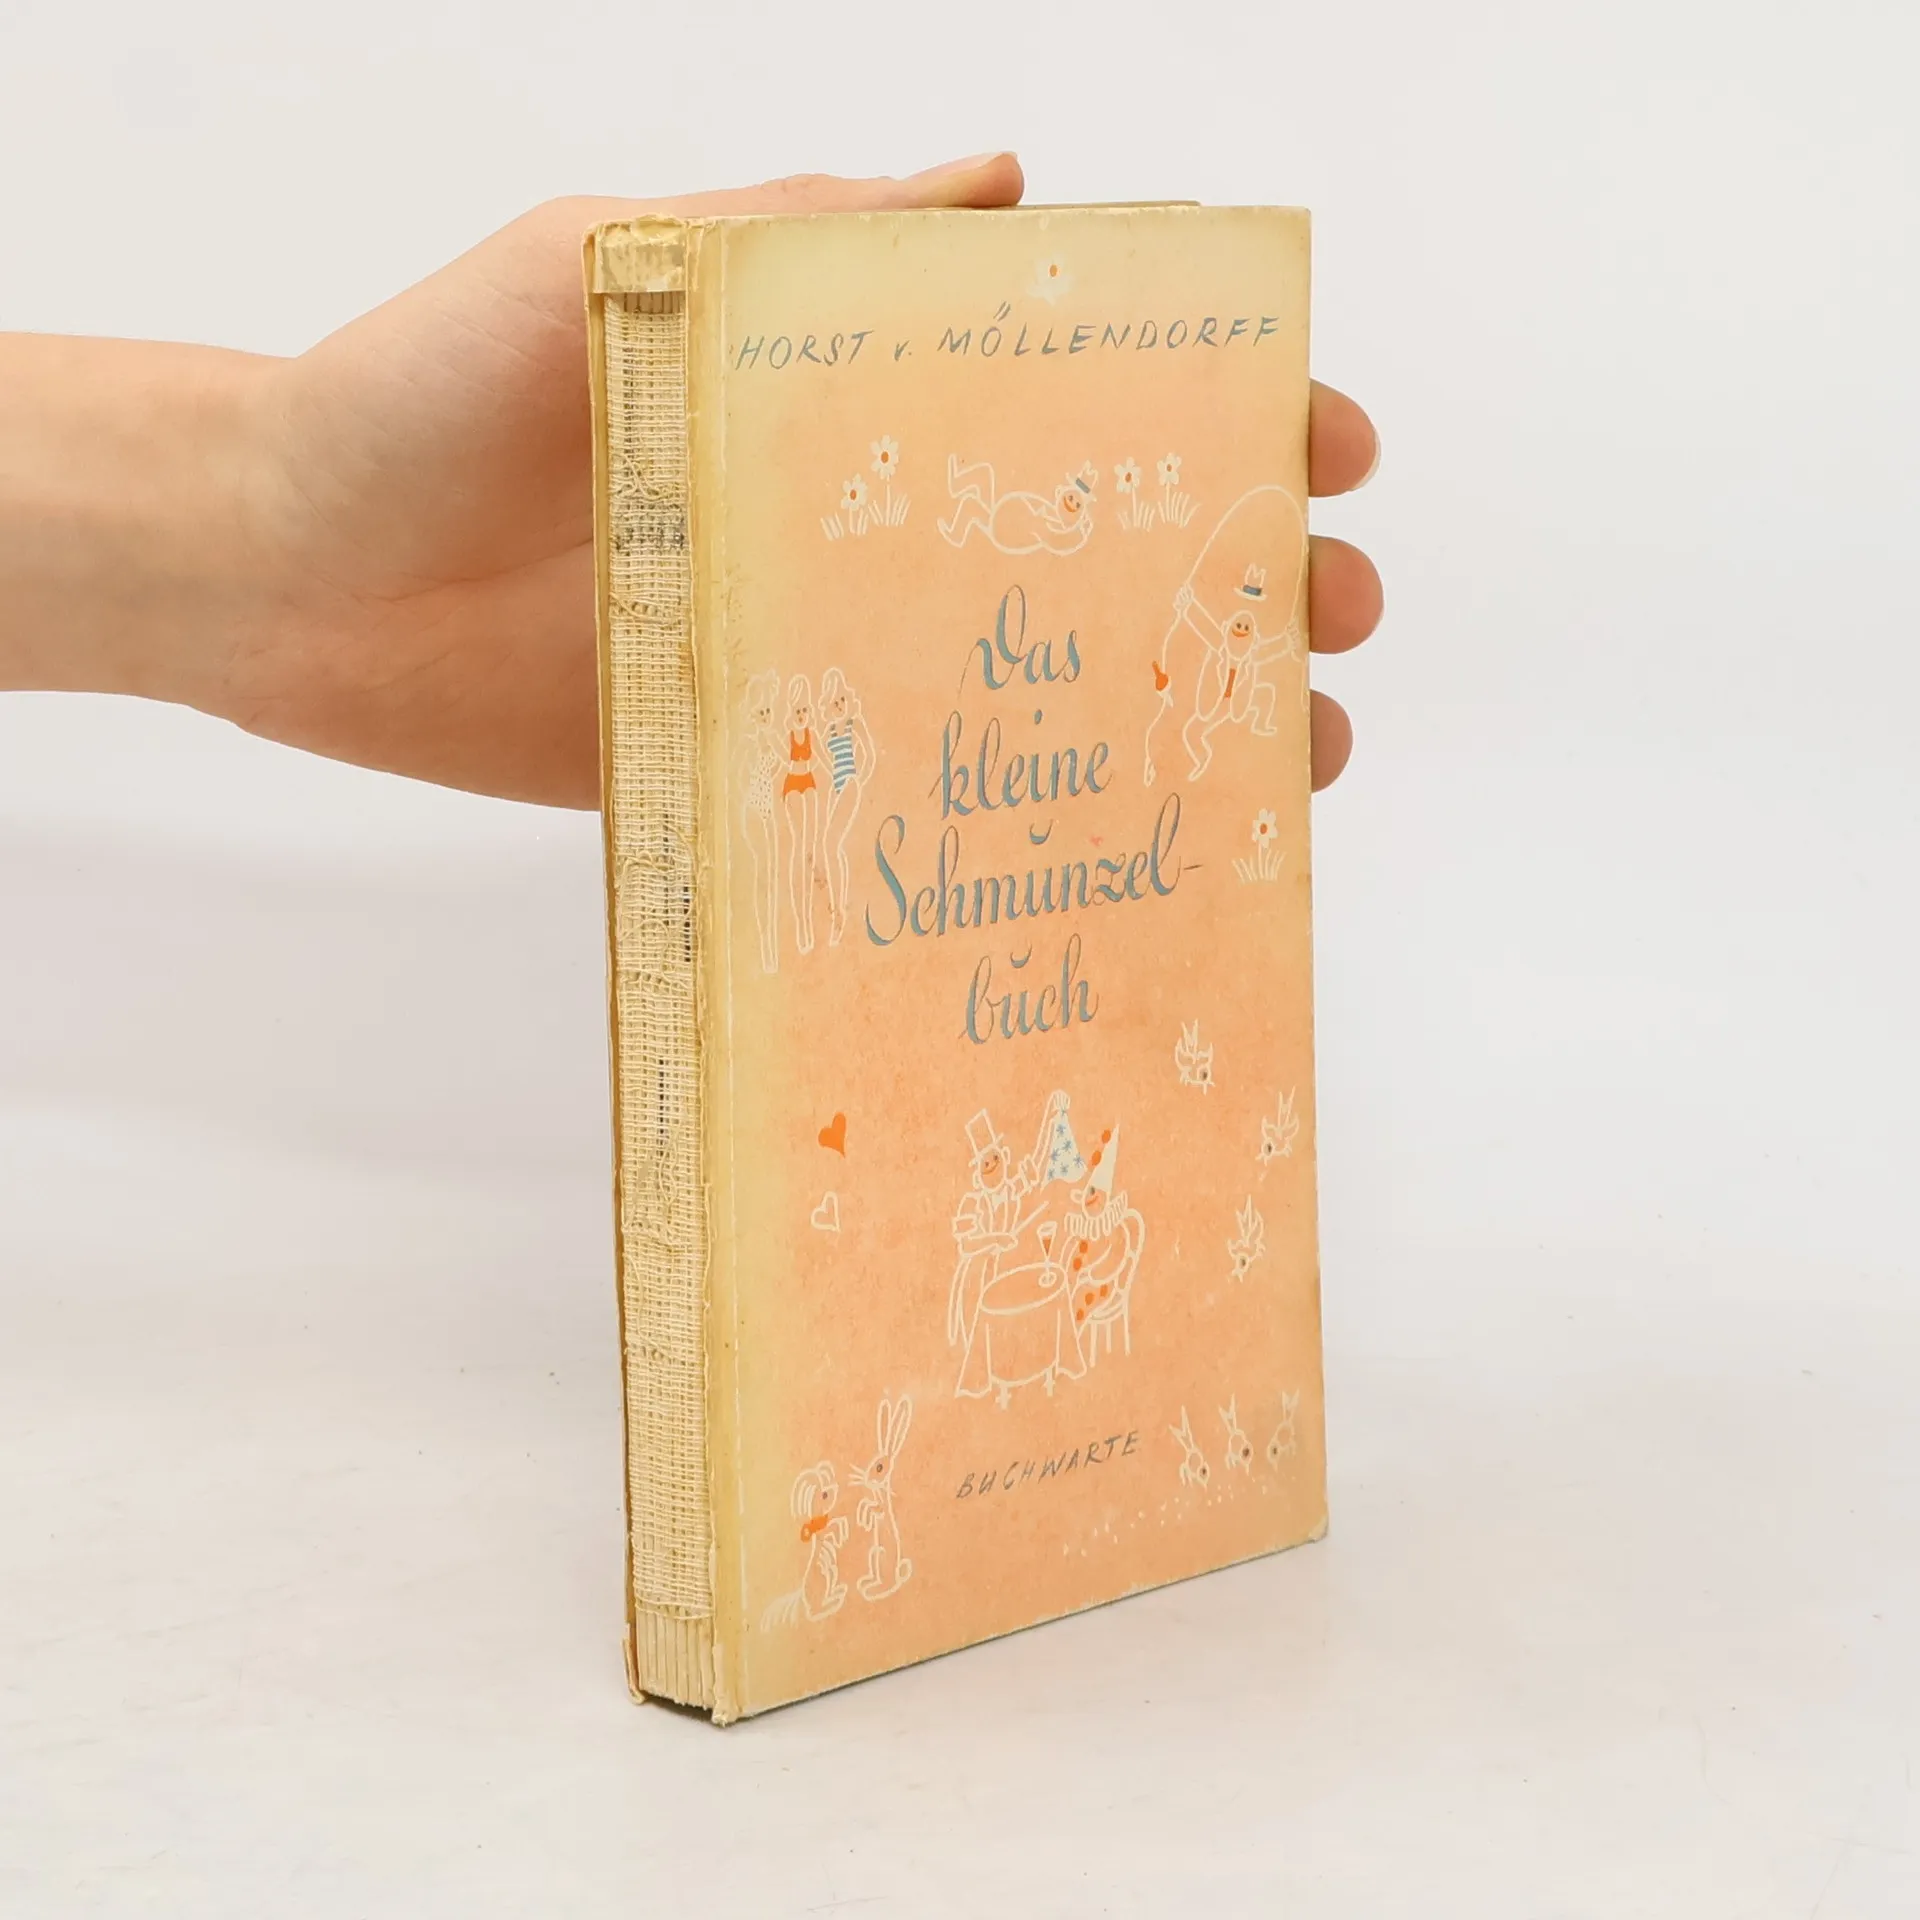 HORST v. MÖLLENDORFF
Das
kleine
Schmunzel-
buch
BUCHWARTE